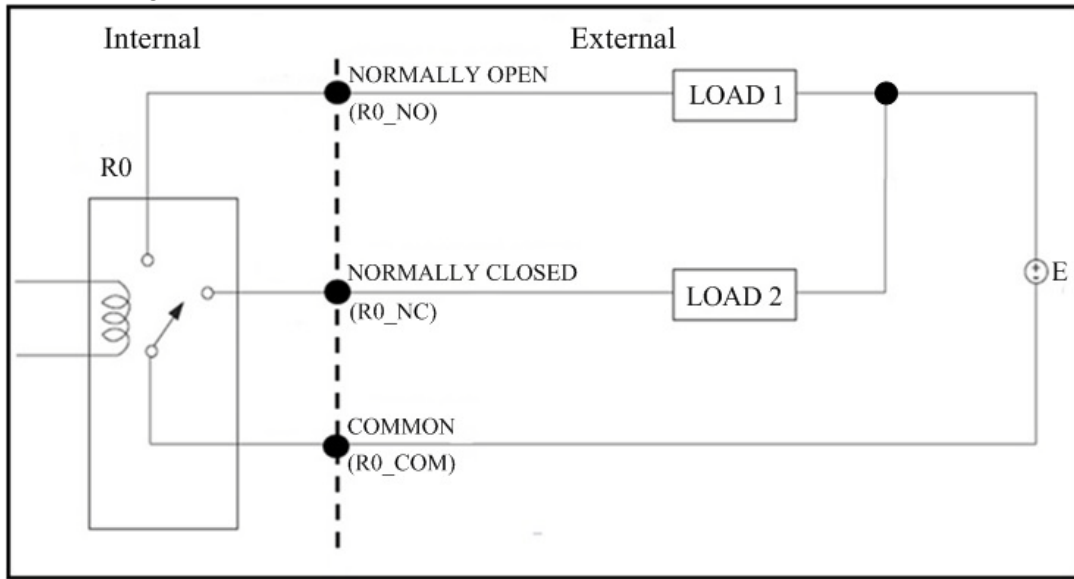 Internal
External
NORMALLY OPEN
(R0_NO)
LOAD 1
R0
NORMALLY CLOSED
(R0_NC)
LOAD 2
E
COMMON
(R0_COM)